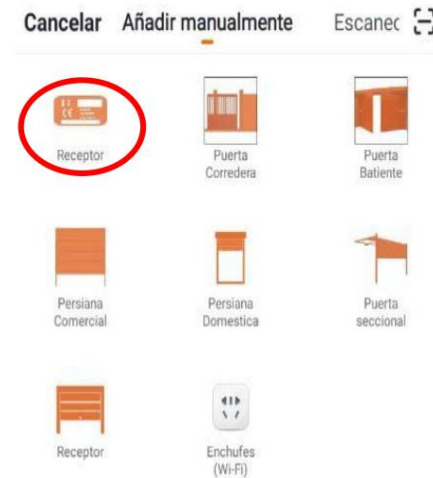 Cancelar Añadir manualmente Escanec
Receptor
Puerta
Corredera
Puerta
Batiente
Persiana
Comercial
Persiana
Domestica
Puerta
seccional
Receptor
Enchufes
(Wi-Fi)